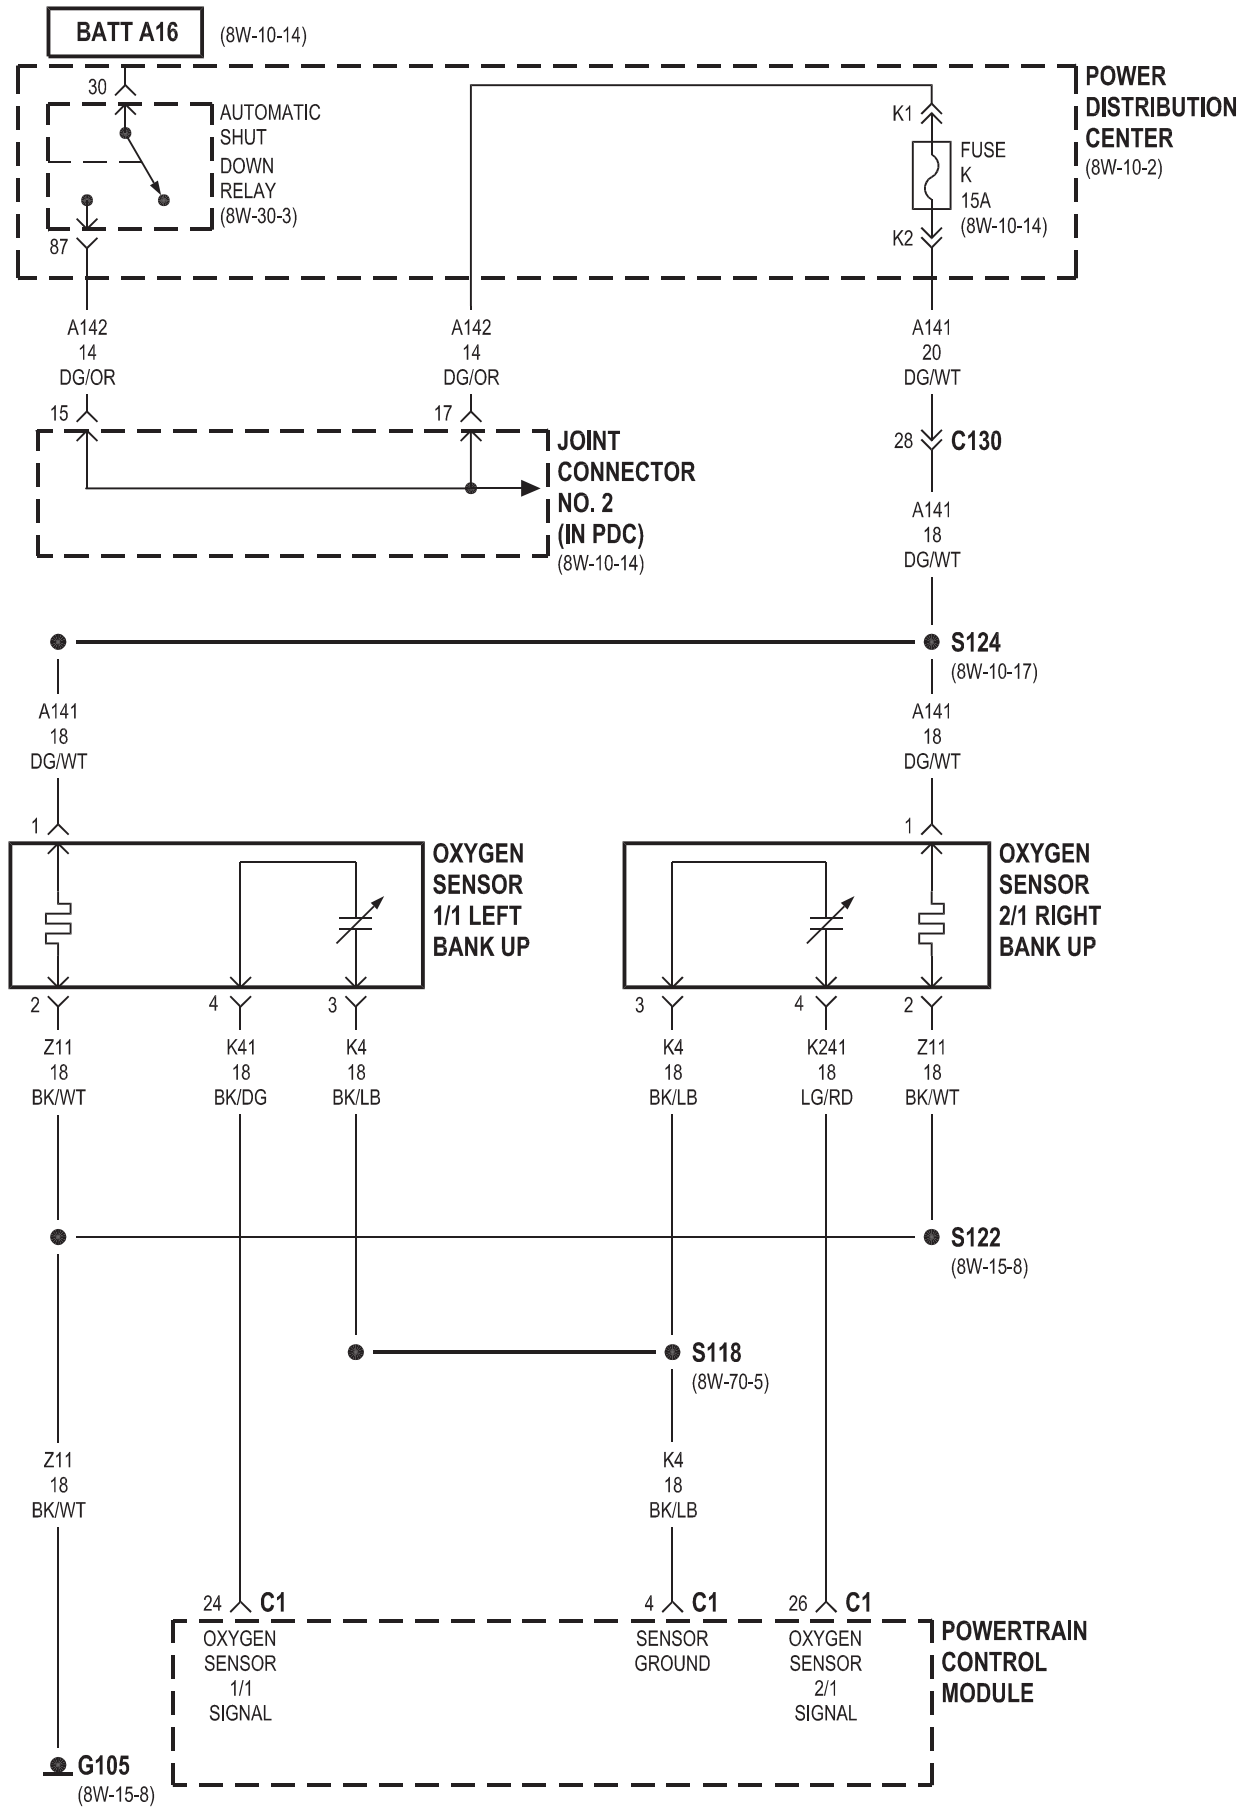 BATT A16
(8W-10-14)
30
AUTOMATIC
SHUT
DOWN
RELAY
(8W-30-3)
87
K1
FUSE
K
15A
(8W-10-14)
K2
POWER
DISTRIBUTION
CENTER
(8W-10-2)
A142
14
DG/OR
A142
14
DG/OR
A141
20
DG/WT
15
17
JOINT
CONNECTOR
NO. 2
(IN PDC)
(8W-10-14)
28
C130
A141
18
DG/WT
S124
(8W-10-17)
A141
18
DG/WT
A141
18
DG/WT
1
OXYGEN
SENSOR
1/1 LEFT
BANK UP
1
OXYGEN
SENSOR
2/1 RIGHT
BANK UP
2
4
3
3
4
2
Z11
18
BK/WT
K41
18
BK/DG
K4
18
BK/LB
K4
18
BK/LB
K241
18
LG/RD
Z11
18
BK/WT
S122
(8W-15-8)
S118
(8W-70-5)
Z11
18
BK/WT
K4
18
BK/LB
24
C1
4
C1
26
C1
OXYGEN
SENSOR
1/1
SIGNAL
SENSOR
GROUND
OXYGEN
SENSOR
2/1
SIGNAL
POWERTRAIN
CONTROL
MODULE
G105
(8W-15-8)